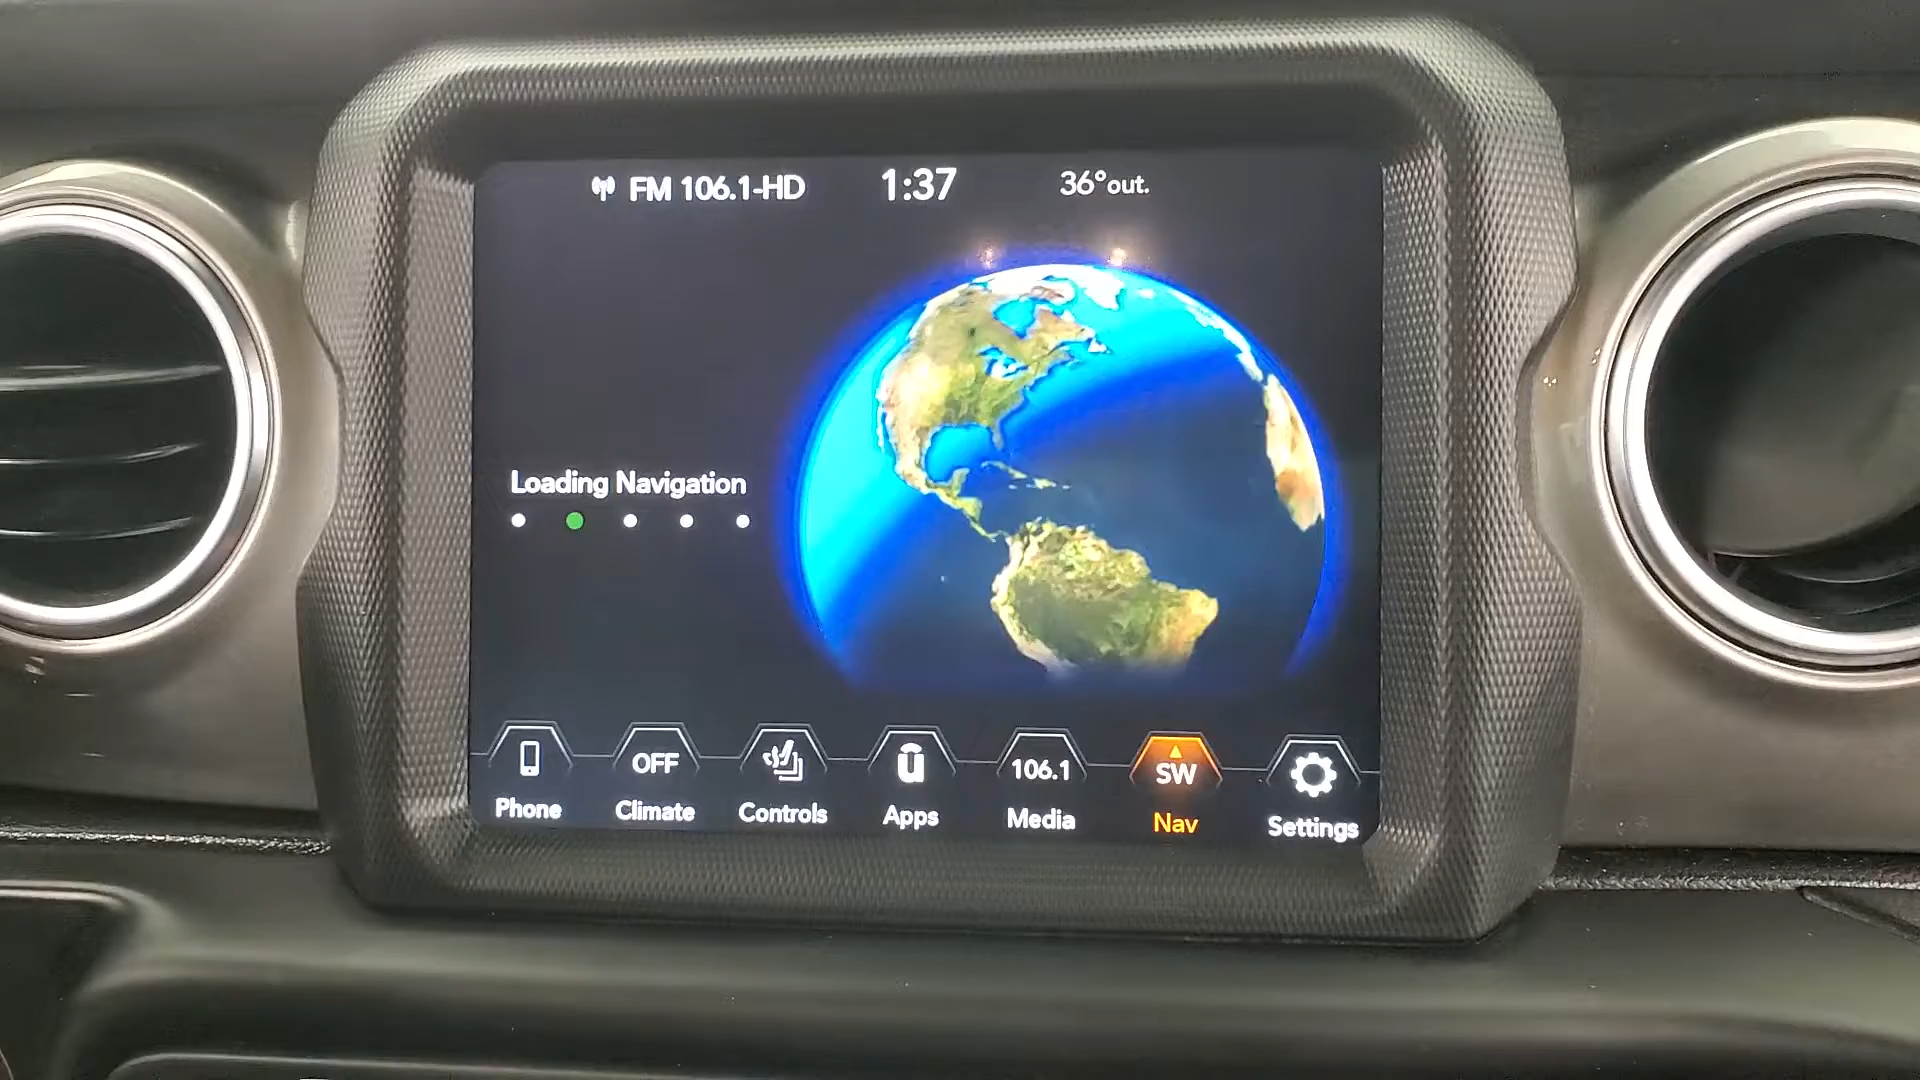 FM 106.1-HD 1:37 36°out.
Loading Navigation
OFF 106.1 SW
Phone Climate Controls Apps Media Nav Settings